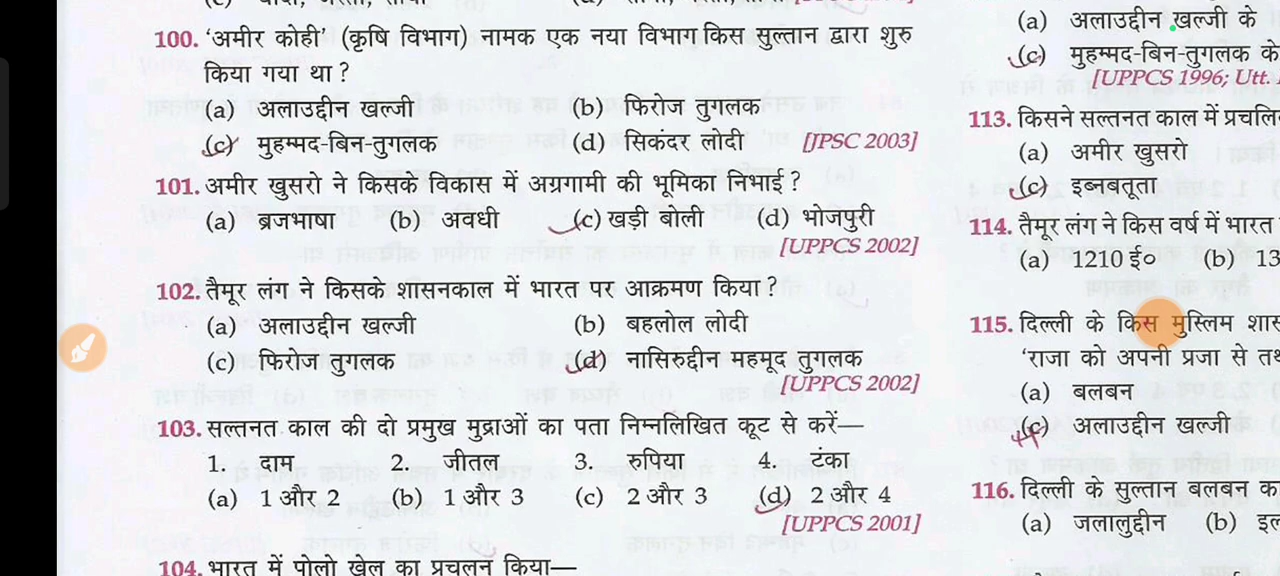 100. ‘अमीर कोही’ (कृषि विभाग) नामक एक नया विभाग किस सुल्तान द्वारा शुरु
किया गया था?
(a) अलाउद्दीन खल्जी (b) फिरोज तुगलक
(c) मुहम्मद-बिन-तुगलक (d) सिकंदर लोदी [JPSC 2003]
101. अमीर खुसरो ने किसके विकास में अग्रगामी की भूमिका निभाई?
(a) ब्रजभाषा (b) अवधी (c) खड़ी बोली (d) भोजपुरी
[UPPCS 2002]
102. तैमूर लंग ने किसके शासनकाल में भारत पर आक्रमण किया?
(a) अलाउद्दीन खल्जी (b) बहलोल लोदी
(c) फिरोज तुगलक (d) नासिरुद्दीन महमूद तुगलक
[UPPCS 2002]
103. सल्तनत काल की दो प्रमुख मुद्राओं का पता निम्नलिखित कूट से करें—
1. दाम 2. जीतल 3. रुपिया 4. टंका
(a) 1 और 2 (b) 1 और 3 (c) 2 और 3 (d) 2 और 4
[UPPCS 2001]
104. भारत में पोलो खेल का प्रचलन किया—
(a) अलाउद्दीन खल्जी के
(c) मुहम्मद-बिन-तुगलक के
[UPPCS 1996; Utt.
113. किसने सल्तनत काल में
(a) अमीर खुसरो
(c) इब्नबतूता
114. तैमूर लंग ने किस वर्ष में भारत
(a) 1210 ई० (b) 13
115. दिल्ली के किस मुस्लिम
‘राजा को अपनी प्रजा से
(a) बलबन
(c) अलाउद्दीन खल्जी
116. दिल्ली के सुल्तान बलबन का
(a) जलालुद्दीन (b)